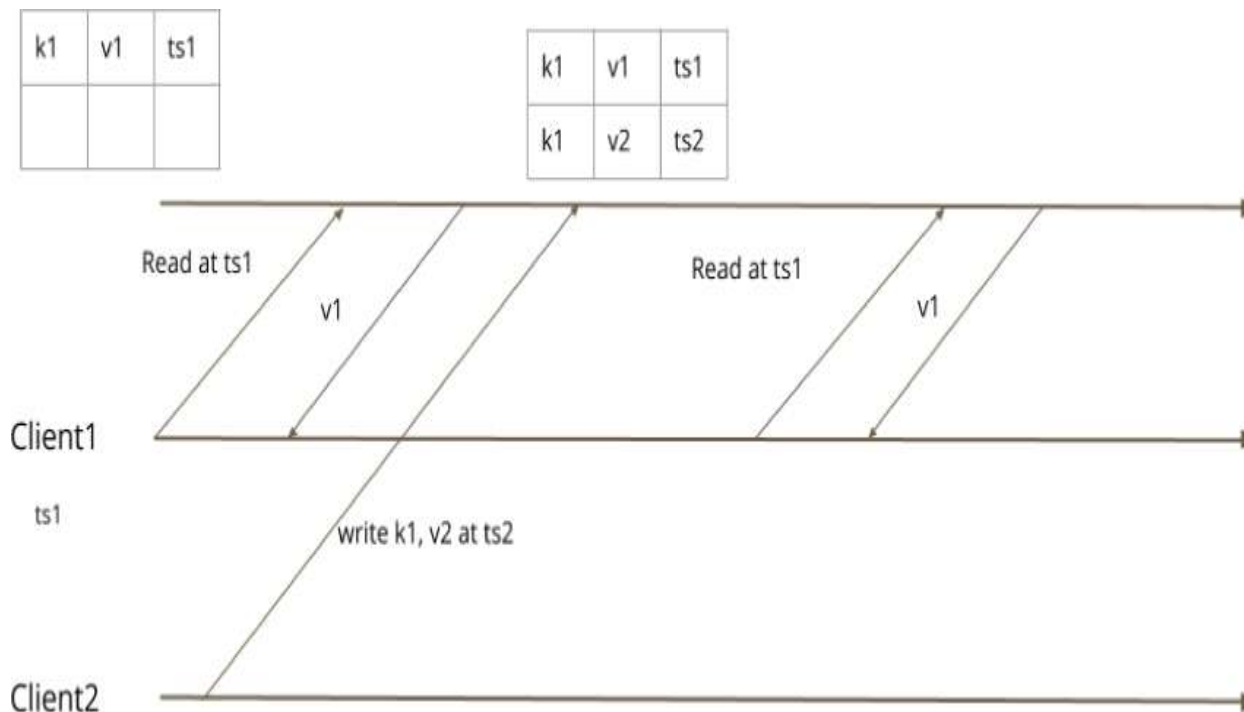 k1 v1 ts1
k1 v1 ts1
k1 v2 ts2
Read at ts1
v1
Read at ts1
v1
Client1
ts1
write k1, v2 at ts2
Client2